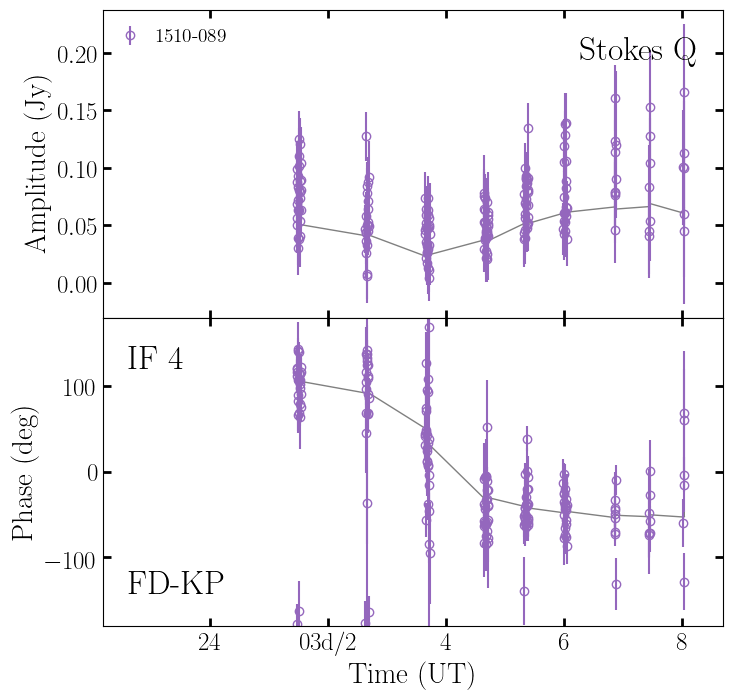 1510-089
Stokes Q
Amplitude (Jy)
0.20
0.15
0.10
0.05
0.00
IF 4
FD-KP
Phase (deg)
100
0
−100
24 03d/2 4 6 8
Time (UT)